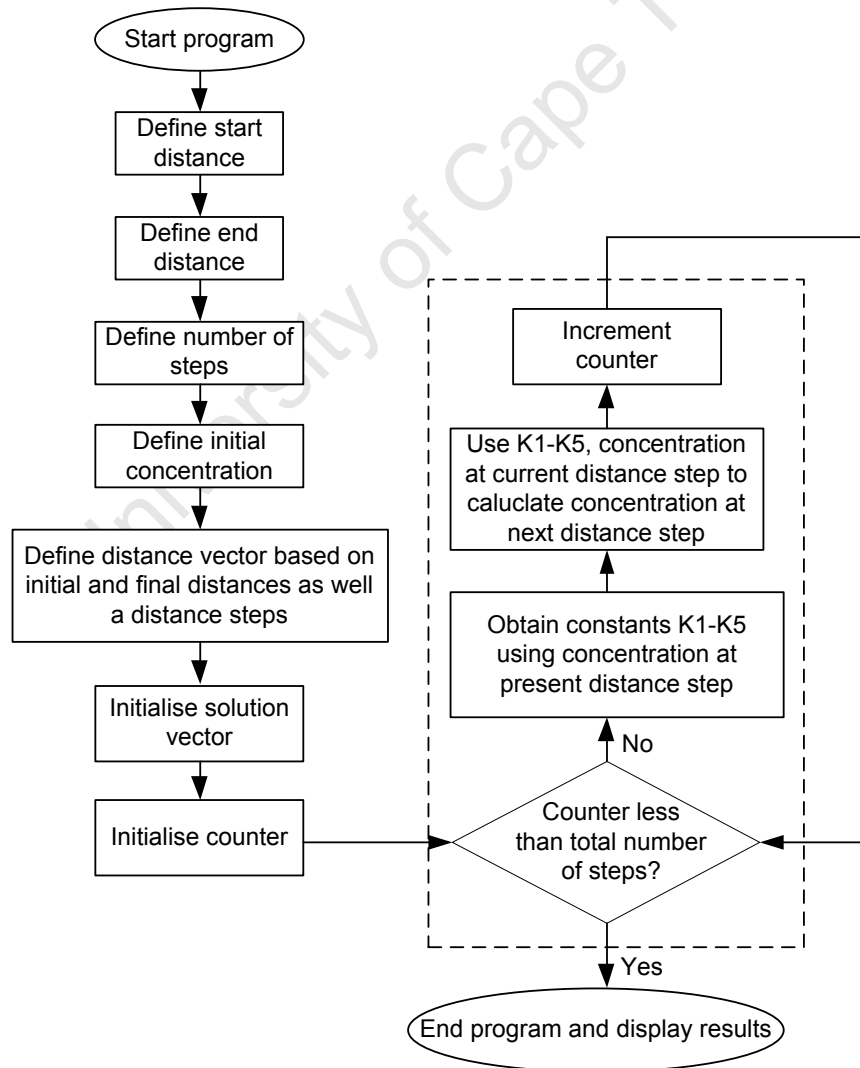 Start program
Define start
distance
Define end
distance
Define number of
steps
Define initial
concentration
Define distance vector based on
initial and final distances as well
a distance steps
Initialise solution
vector
Initialise counter
Increment
counter
Use K1-K5, concentration
at current distance step to
caluclate concentration at
next distance step
Obtain constants K1-K5
using concentration at
present distance step
No
Counter less
than total number
of steps?
Yes
End program and display results
University of Cape T